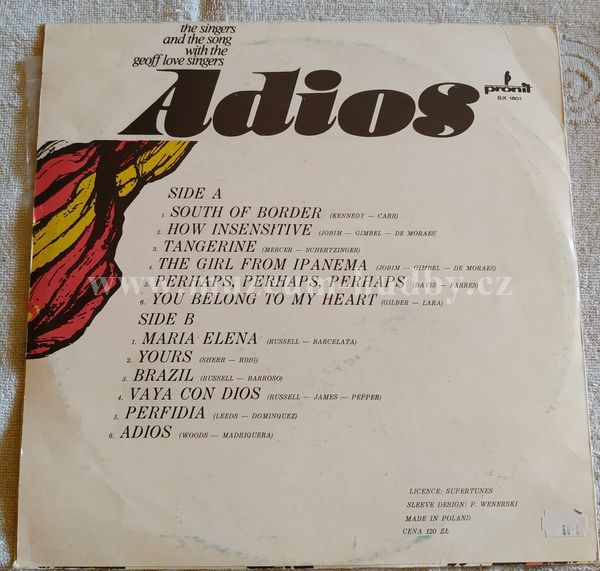 the singers
and the song
with the
geoff love singers
Adios
pronit
SX 1801
SIDE A
1. SOUTH OF BORDER (KENNEDY — CARR)
2. HOW INSENSITIVE (JOBIM — GIMBEL — DE MORAES)
3. TANGERINE (MERCER — SCHERTZINGER)
4. THE GIRL FROM IPANEMA (JOBIM — GIMBEL — DE MORAES)
5. PERHAPS, PERHAPS, PERHAPS (DAVIS — FARRES)
6. YOU BELONG TO MY HEART (GILBER — LARA)
SIDE B
1. MARIA ELENA (RUSSELL — BARCELATA)
2. YOURS (SHERR — ROIG)
3. BRAZIL (RUSSELL — BARROSO)
4. VAYA CON DIOS (RUSSELL — JAMES — PEPPER)
5. PERFIDIA (LEEDS — DOMINQUEZ)
6. ADIOS (WOODS — MADRIQUERA)
LICENCE: SUPERTUNES
SLEEVE DESIGN: P. WENERSKI
MADE IN POLAND
CENA 120 ZŁ